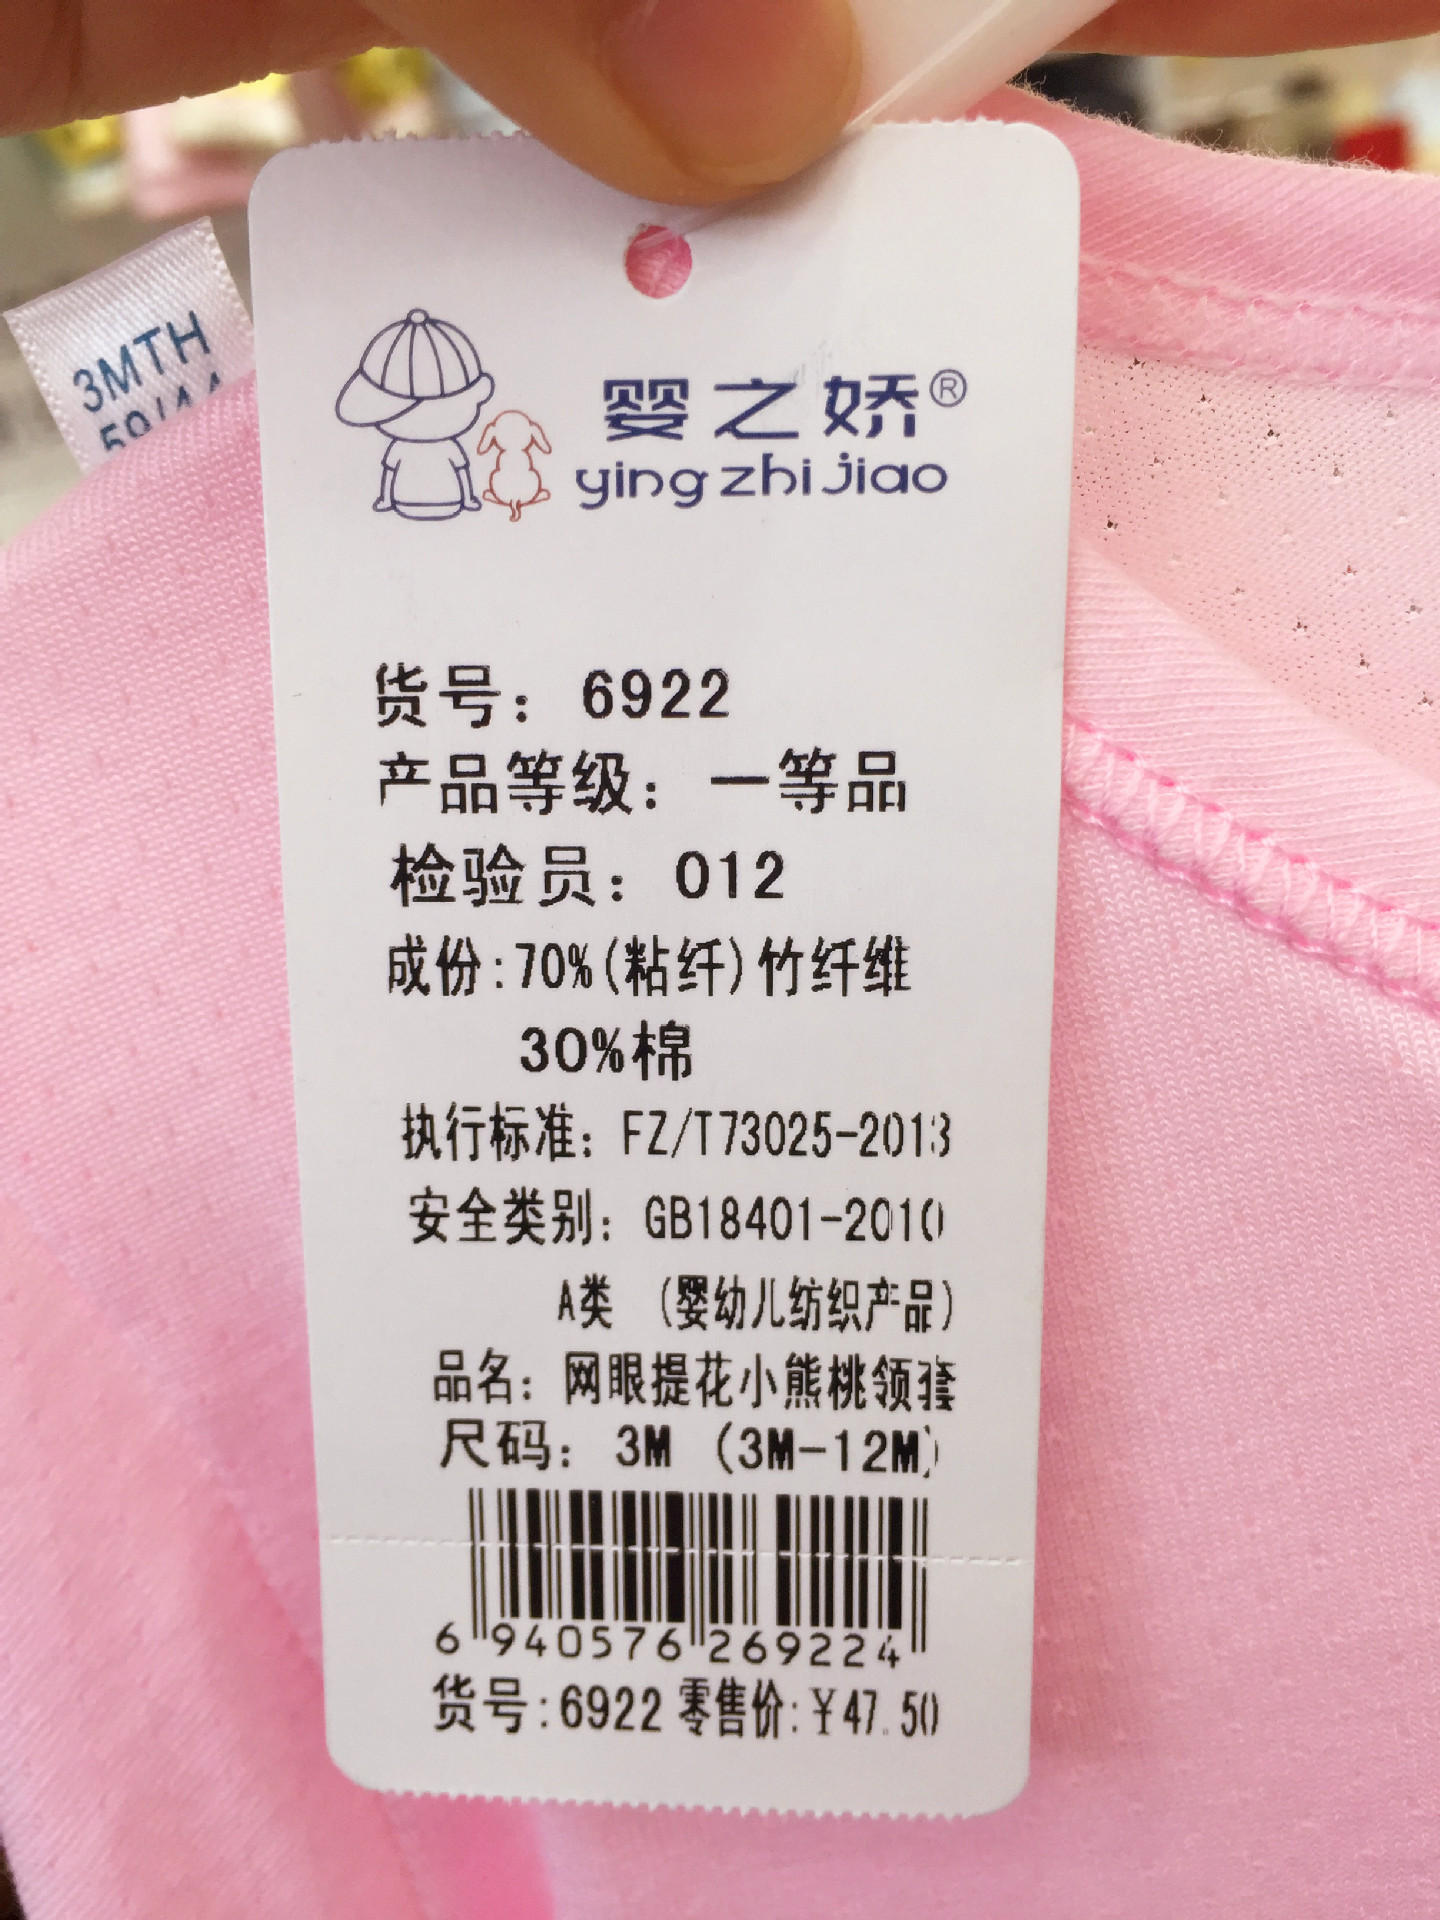 3MTH
59/44
婴之娇®
yingzhijiao
货号：6922
产品等级：一等品
检验员：012
成份:70%(粘纤)竹纤维
30%棉
执行标准：FZ/T73025-2013
安全类别：GB18401-2010
A类 (婴幼儿纺织产品)
品名：网眼提花小熊桃领套
尺码：3M (3M-12M)
6 940576 269224
货号:6922 零售价:￥47.50